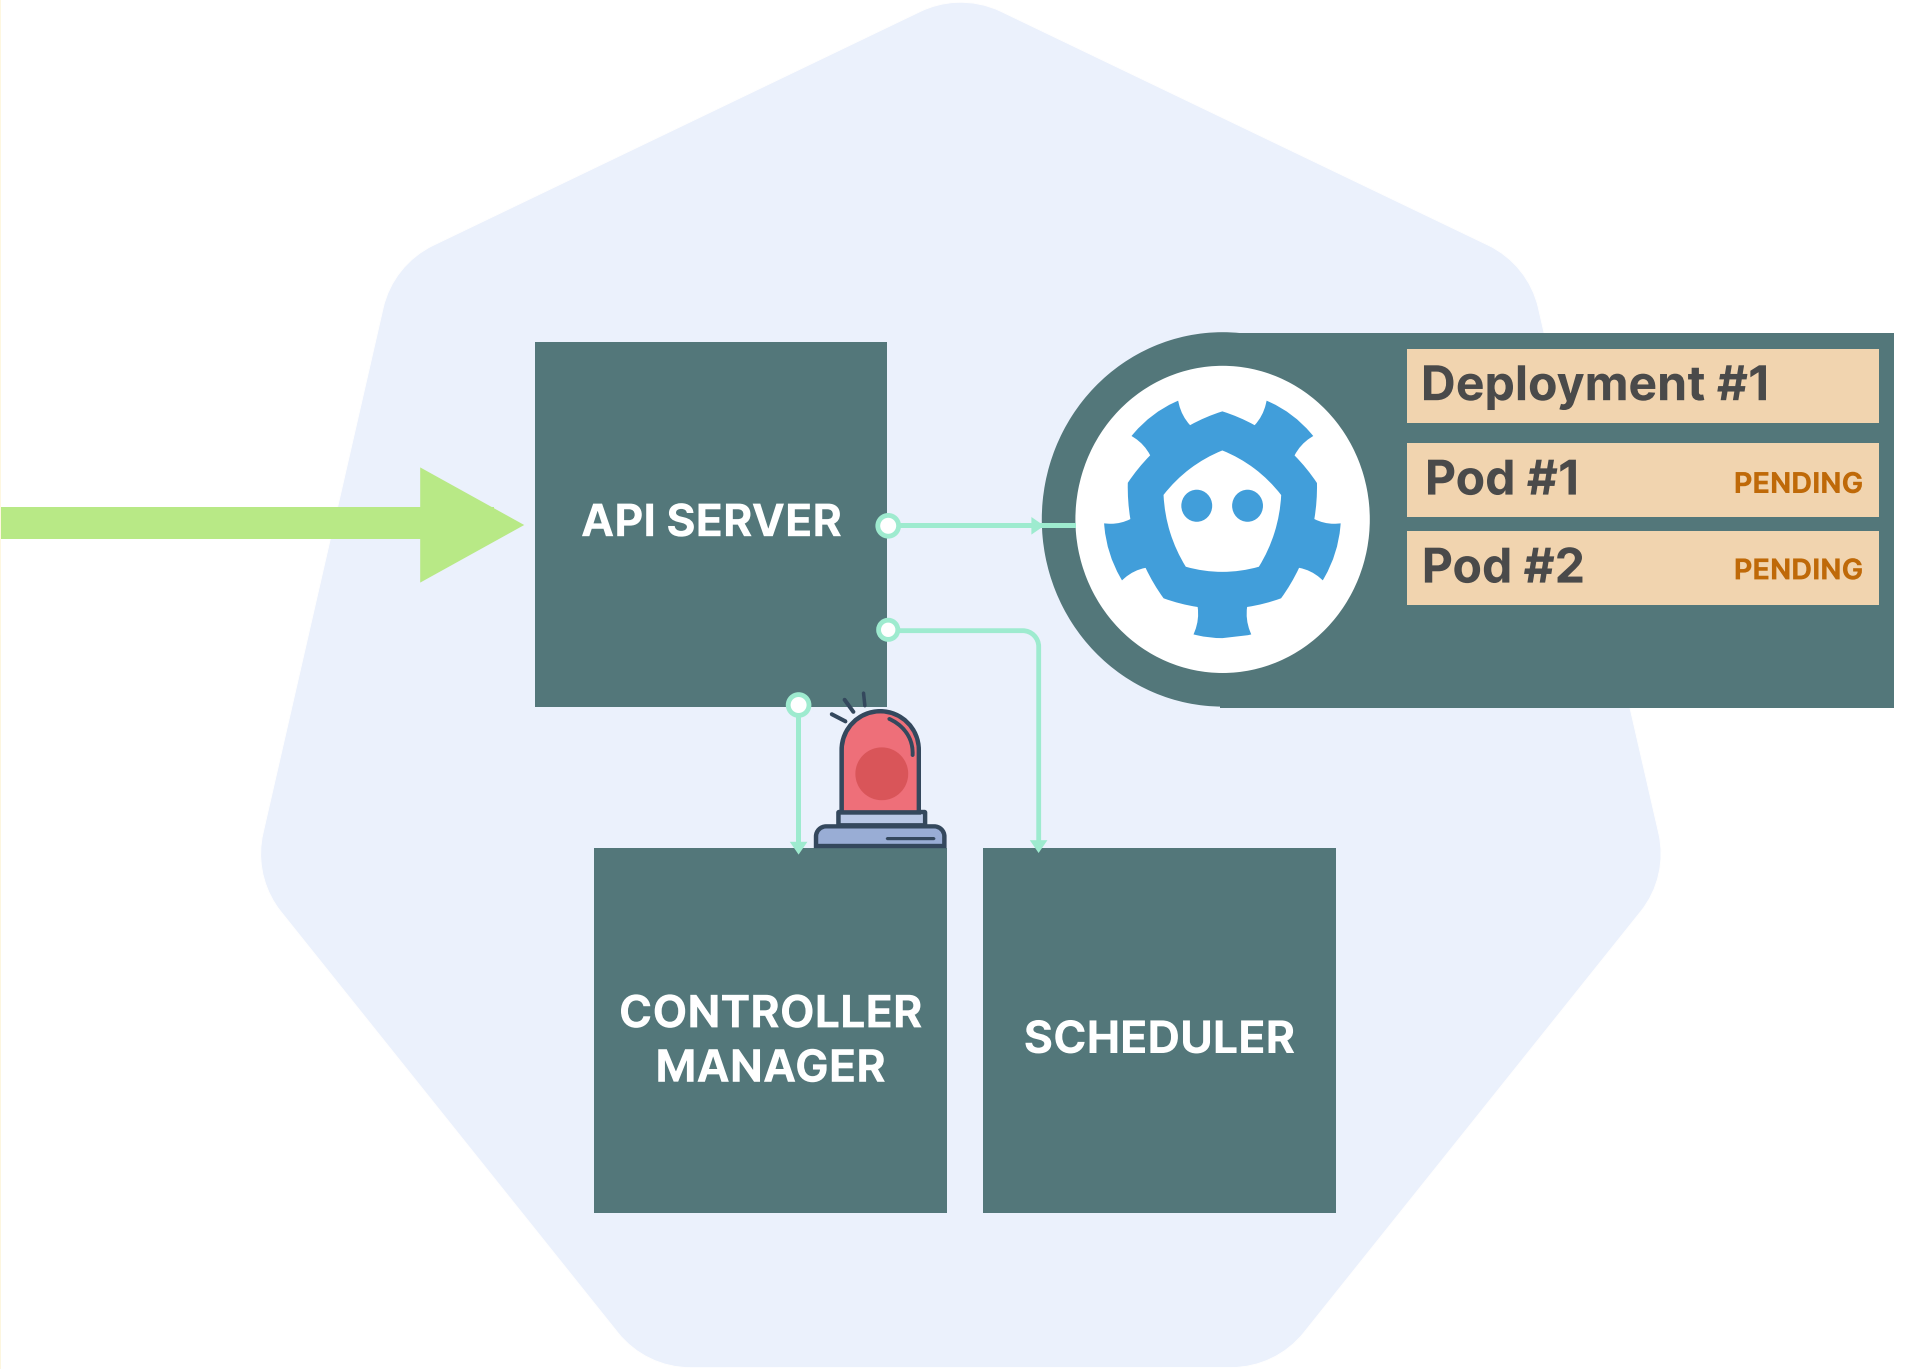 API SERVER
Deployment #1
Pod #1 PENDING
Pod #2 PENDING
CONTROLLER
MANAGER
SCHEDULER